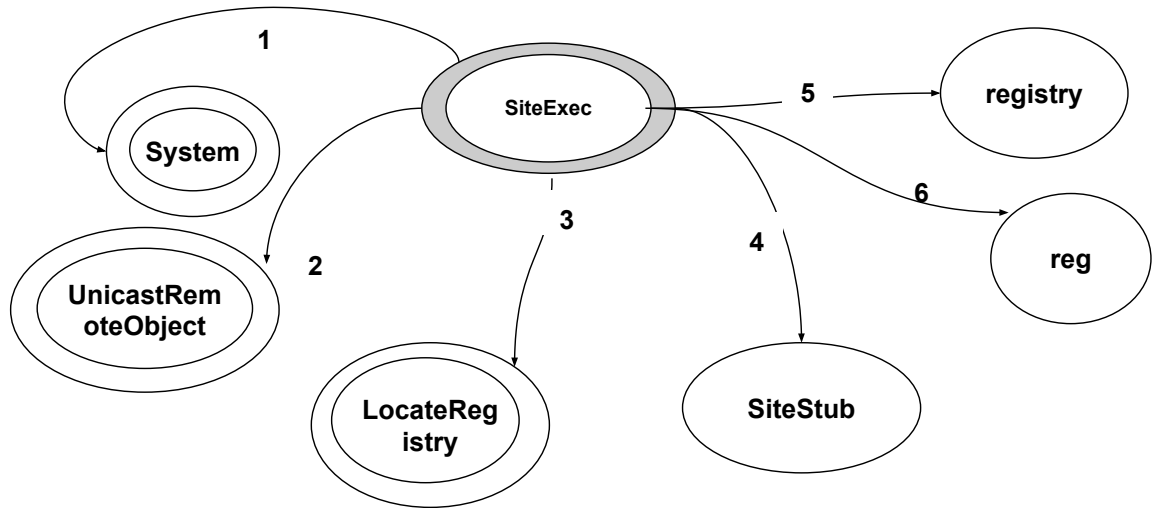 1
SiteExec
5
registry
System
6
3
4
2
reg
UnicastRem
oteObject
LocateReg
istry
SiteStub